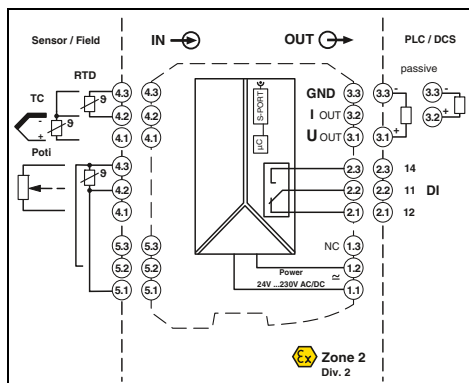 Sensor / Field IN OUT PLC / DCS
RTD
TC
ϑ
ϑ
- +
4.3 4.3
4.2 4.2
4.1 4.1
Poti
ϑ
4.3
4.2
4.1
5.3 5.3
5.2 5.2
5.1 5.1
S-PORT
µC
passive
GND 3.3 3.3 - 3.3 -
I OUT 3.2 3.2 +
U OUT 3.1 3.1 +
2.3 2.3 14
2.2 2.2 11 DI
2.1 2.1 12
NC 1.3
Power 1.2
24V ...230V AC/DC 1.1
≃
Ex Zone 2
Div. 2